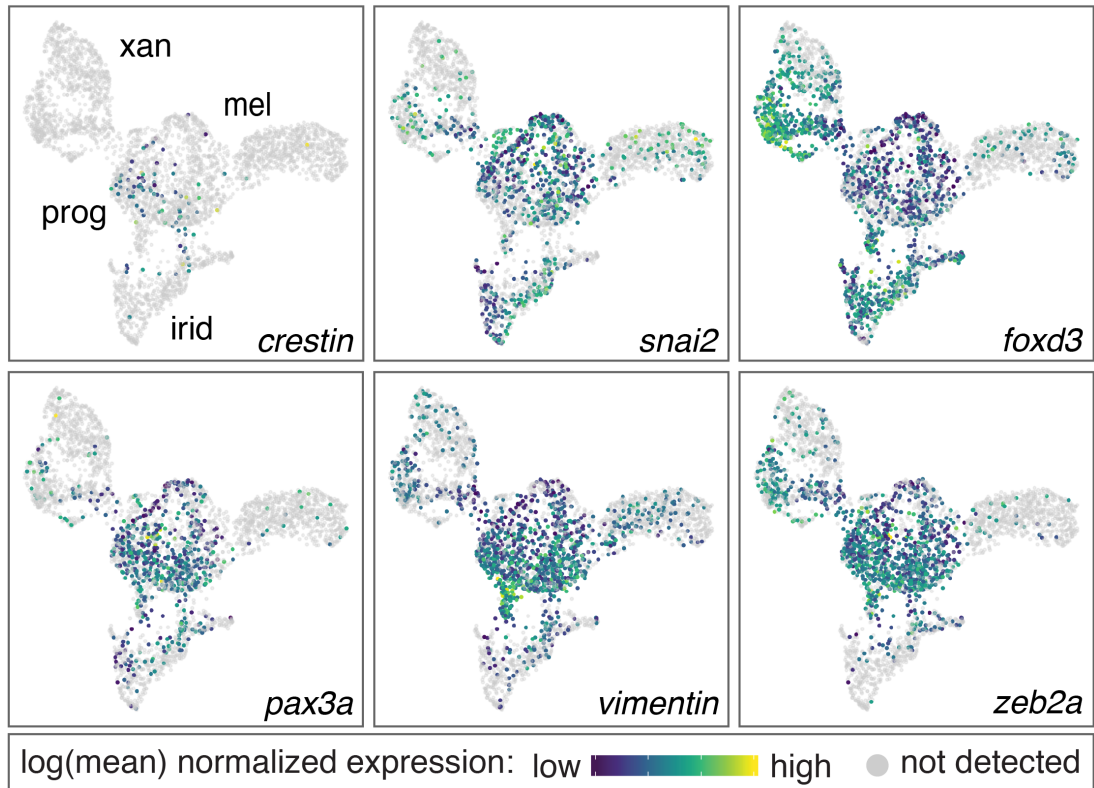 xan
mel
prog
irid
crestin
snai2
foxd3
pax3a
vimentin
zeb2a
log(mean) normalized expression: low high not detected